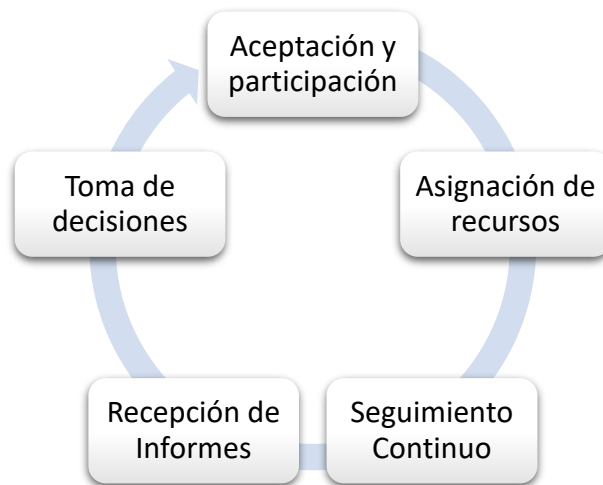 Aceptación y
participación
Asignación de
recursos
Seguimiento
Continuo
Recepción de
Informes
Toma de
decisiones